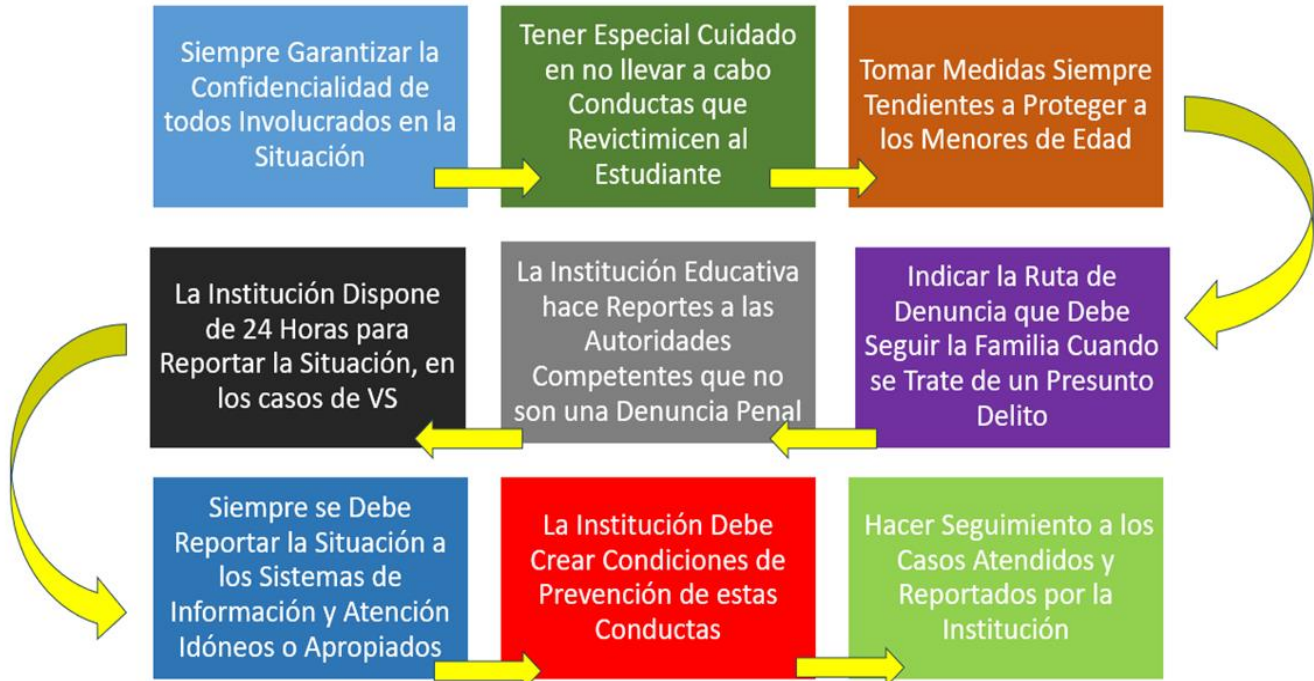 Siempre Garantizar la
Confidencialidad de
todos Involucrados en la
Situación
Tener Especial Cuidado
en no llevar a cabo
Conductas que
Revictimicen al
Estudiante
Tomar Medidas Siempre
Tendientes a Proteger a
los Menores de Edad
Indicar la Ruta de
Denuncia que Debe
Seguir la Familia Cuando
se Trate de un Presunto
Delito
La Institución Educativa
hace Reportes a las
Autoridades
Competentes que no
son una Denuncia Penal
La Institución Dispone
de 24 Horas para
Reportar la Situación, en
los casos de VS
Siempre se Debe
Reportar la Situación a
los Sistemas de
Información y Atención
Idóneos o Apropiados
La Institución Debe
Crear Condiciones de
Prevención de estas
Conductas
Hacer Seguimiento a los
Casos Atendidos y
Reportados por la
Institución